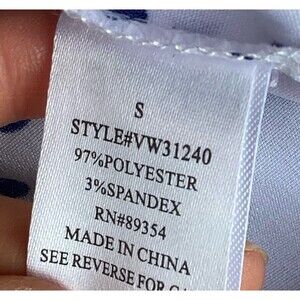 S
STYLE#VW31240
97%POLYESTER
3%SPANDEX
RN#89354
MADE IN CHINA
SEE REVERSE FOR